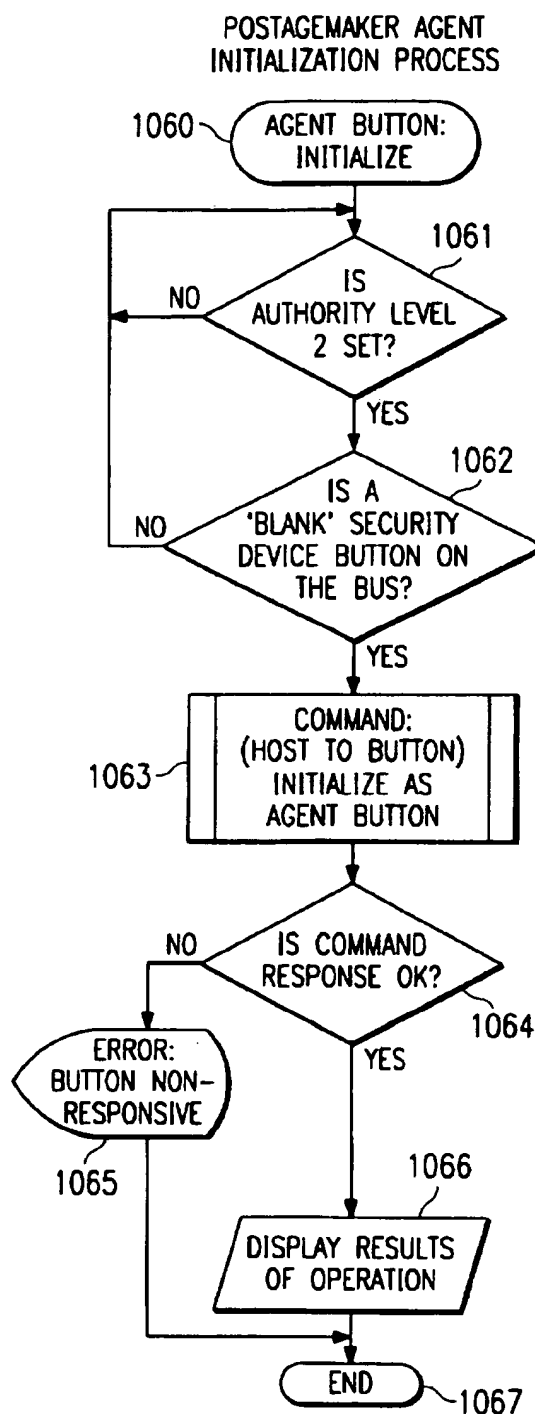 POSTAGEMAKER AGENT
INITIALIZATION PROCESS
1060
AGENT BUTTON:
INITIALIZE
1061
IS
AUTHORITY LEVEL
2 SET?
NO
YES
1062
IS A
'BLANK' SECURITY
DEVICE BUTTON ON
THE BUS?
NO
YES
1063
COMMAND:
(HOST TO BUTTON)
INITIALIZE AS
AGENT BUTTON
IS COMMAND
RESPONSE OK?
NO
1064
YES
ERROR:
BUTTON NON-
RESPONSIVE
1065
1066
DISPLAY RESULTS
OF OPERATION
END
1067